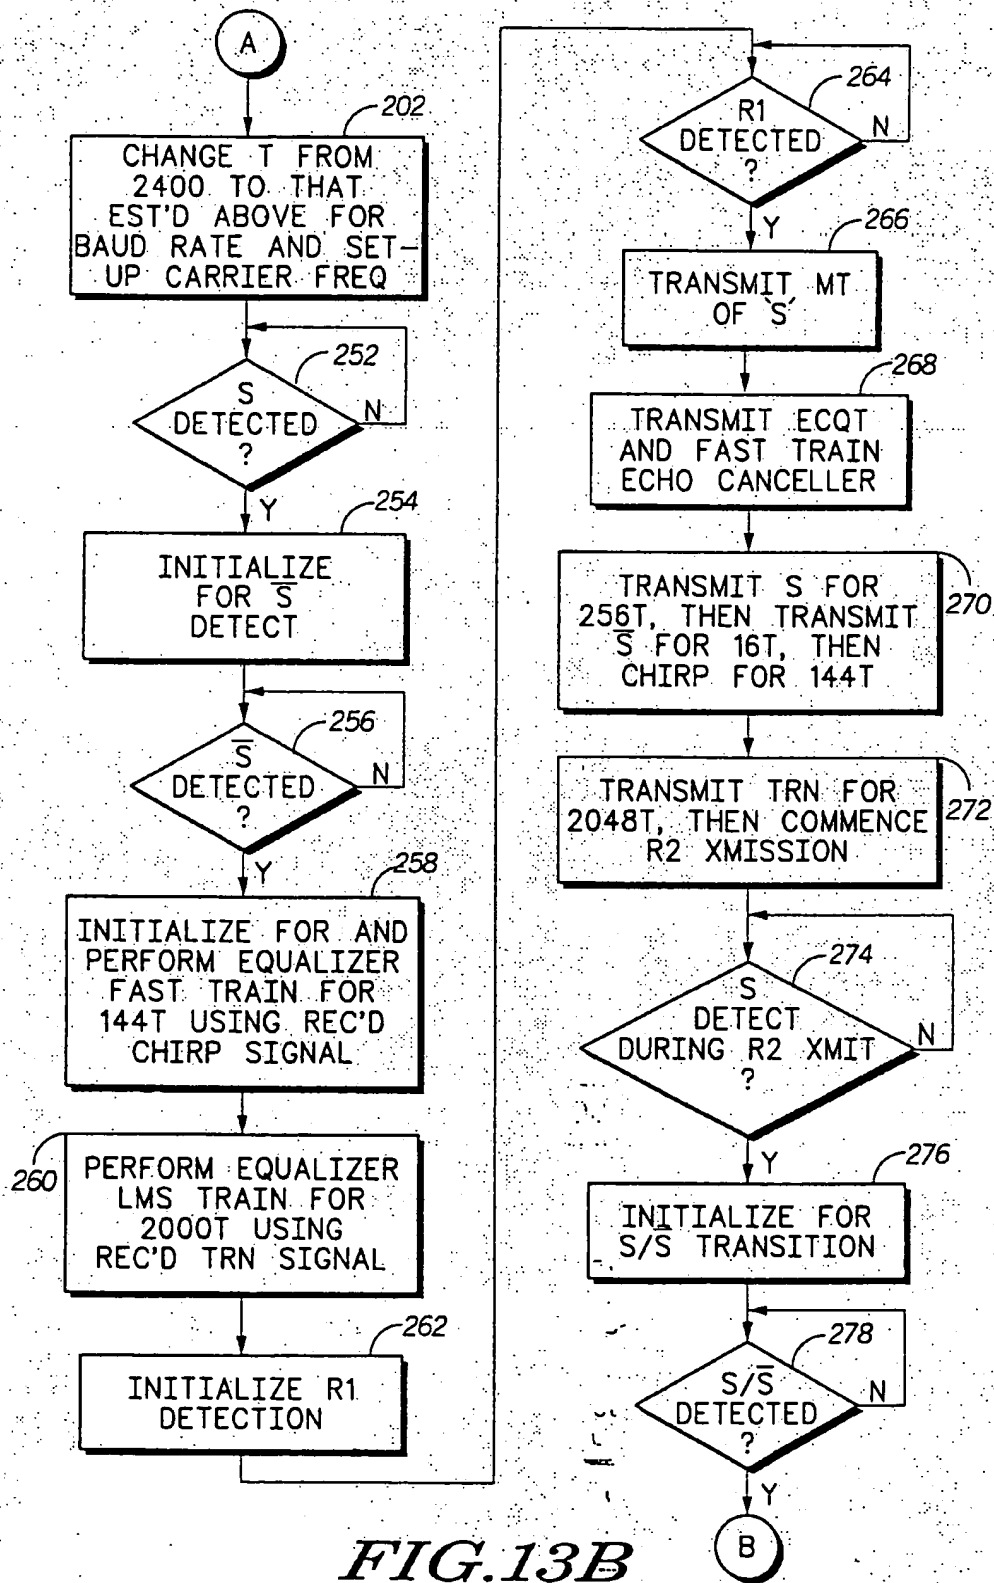 A
202
CHANGE T FROM
2400 TO THAT
EST'D ABOVE FOR
BAUD RATE AND SET-
UP CARRIER FREQ
252
S
DETECTED
?
N
Y
254
INITIALIZE
FOR S̅
DETECT
256
S̅
DETECTED
?
N
Y
258
INITIALIZE FOR AND
PERFORM EQUALIZER
FAST TRAIN FOR
144T USING REC'D
CHIRP SIGNAL
260
PERFORM EQUALIZER
LMS TRAIN FOR
2000T USING
REC'D TRN SIGNAL
262
INITIALIZE R1
DETECTION
264
R1
DETECTED
?
N
Y
266
TRANSMIT MT
OF 'S'
268
TRANSMIT ECQT
AND FAST TRAIN
ECHO CANCELLER
270
TRANSMIT S FOR
256T, THEN TRANSMIT
S̅ FOR 16T, THEN
CHIRP FOR 144T
272
TRANSMIT TRN FOR
2048T, THEN COMMENCE
R2 XMISSION
274
S
DETECT
DURING R2 XMIT
?
N
Y
276
INITIALIZE FOR
S/S̅ TRANSITION
278
S/S̅
DETECTED
?
N
Y
B
FIG.13B